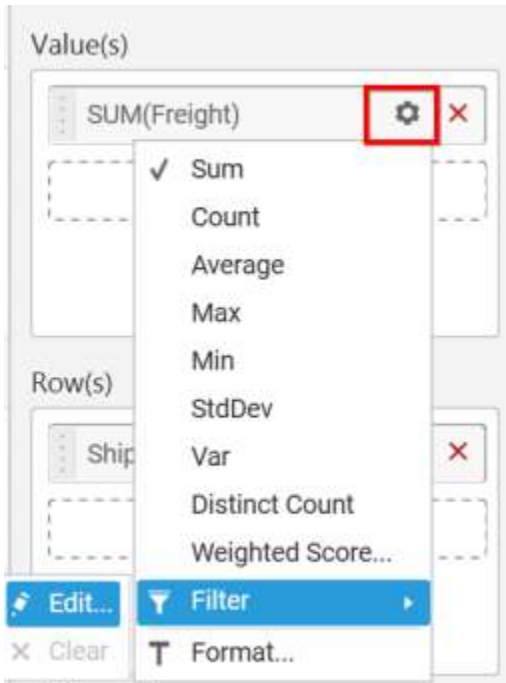 Value(s)
SUM(Freight)
Sum
Count
Average
Max
Min
Row(s)
StdDev
Ship
Var
Distinct Count
Weighted Score...
Edit...
Filter
Clear
Format...